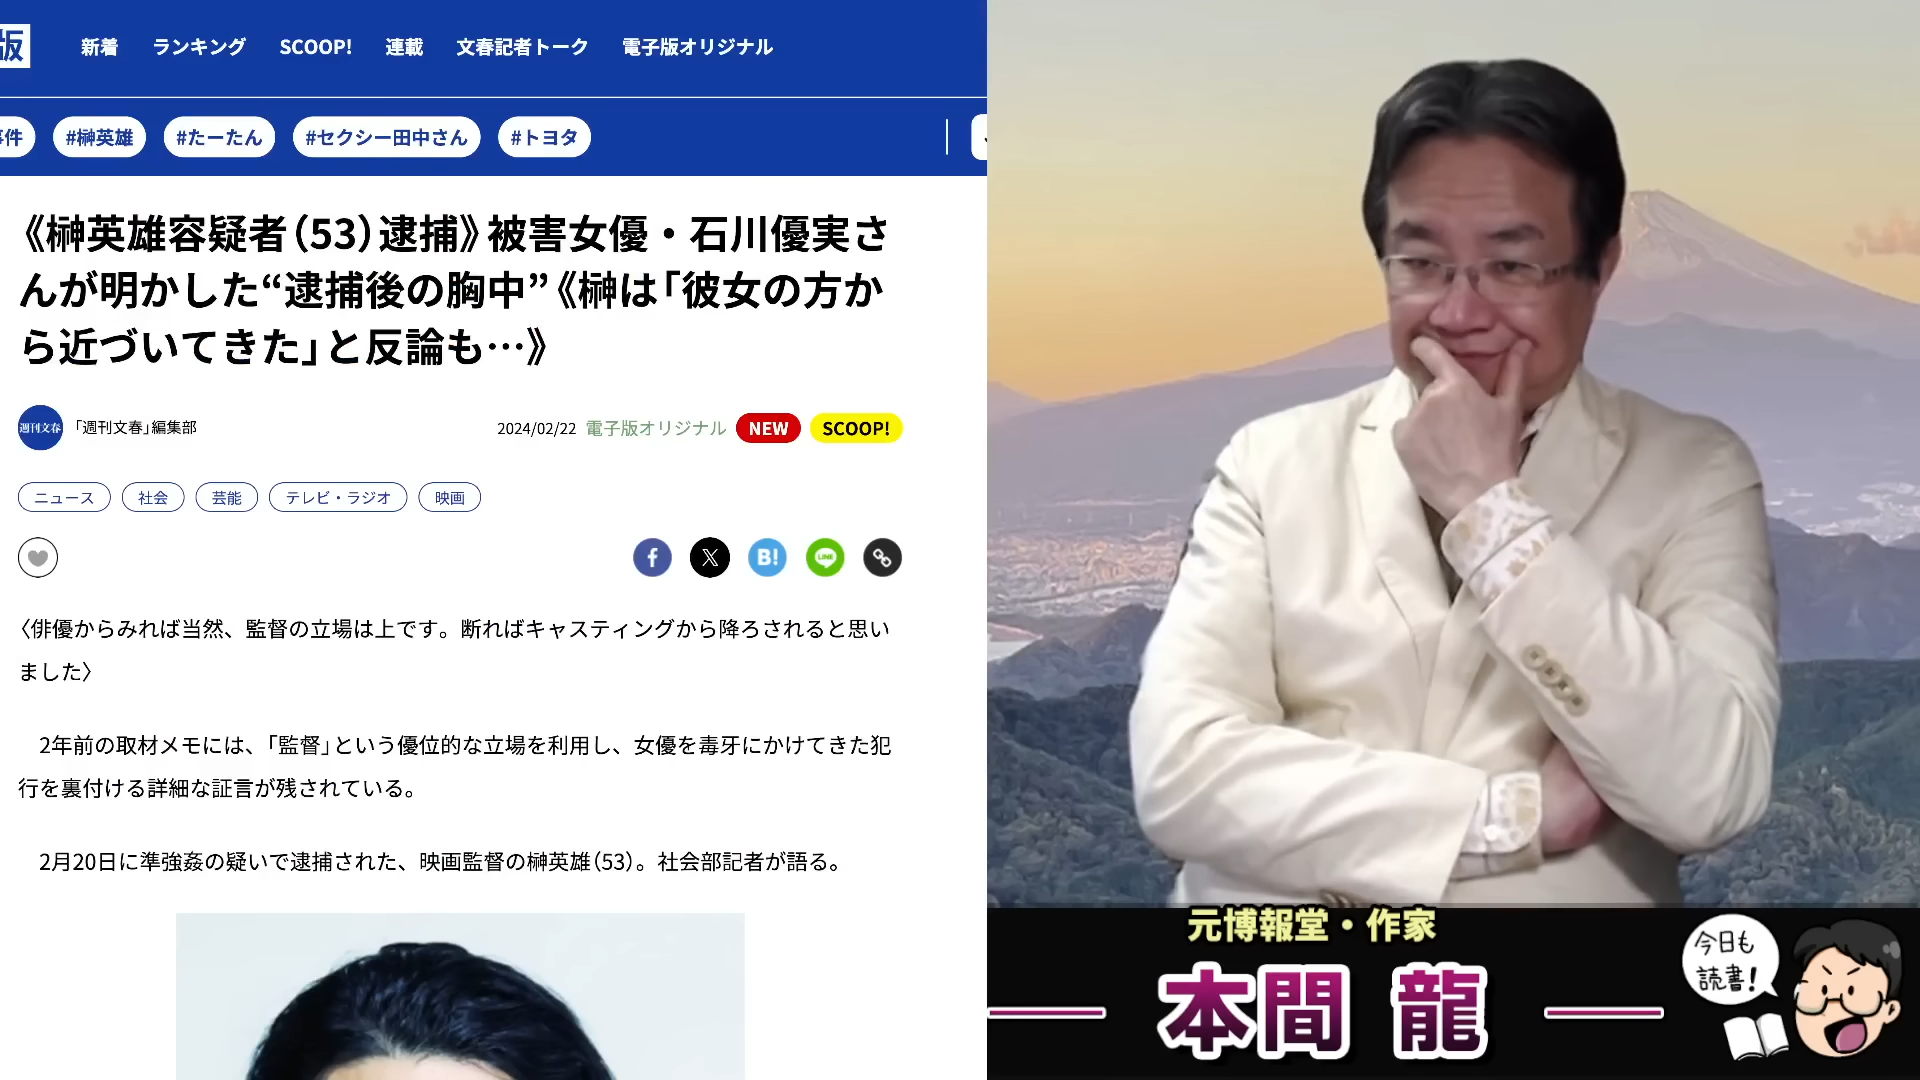 版
新着 ランキング SCOOP! 連載 文春記者トーク 電子版オリジナル
事件 #榊英雄 #たーたん #セクシー田中さん #トヨタ
《榊英雄容疑者（53）逮捕》被害女優・石川優実さ
んが明かした“逮捕後の胸中”《榊は「彼女の方か
ら近づいてきた」と反論も…》
週刊文春 「週刊文春」編集部 2024/02/22 電子版オリジナル NEW SCOOP!
ニュース 社会 芸能 テレビ・ラジオ 映画
f X B! LINE
〈俳優からみれば当然、監督の立場は上です。断ればキャスティングから降ろされると思い
ました〉
2年前の取材メモには、「監督」という優位的な立場を利用し、女優を毒牙にかけてきた犯
行を裏付ける詳細な証言が残されている。
2月20日に準強姦の疑いで逮捕された、映画監督の榊英雄（53）。社会部記者が語る。
元博報堂・作家
本間 龍
今日も
読書!